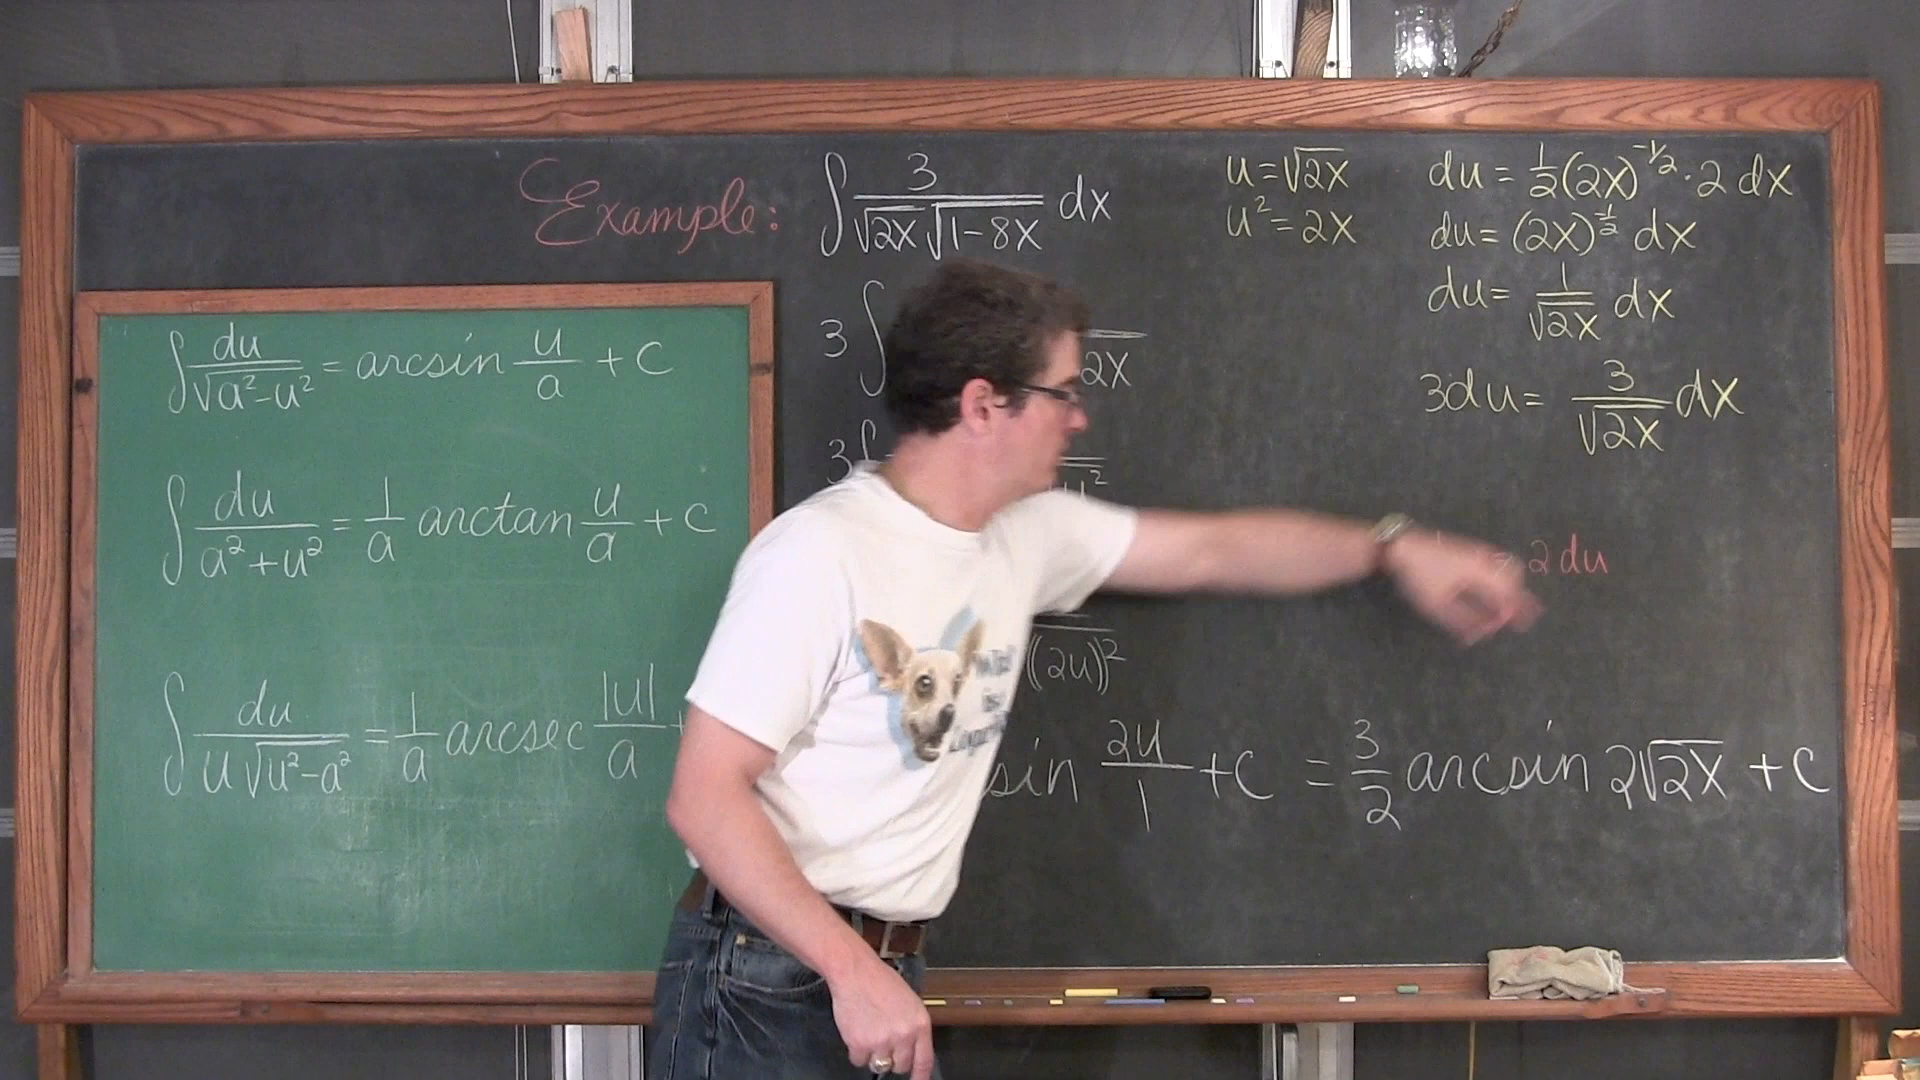 Example: ∫ 3/(√2x √1-8x) dx
u = √2x
u² = 2x
du = 1/2(2x)^-1/2 · 2 dx
du = (2x)^-1/2 dx
du = 1/√2x dx
3du = 3/√2x dx
∫ du/√a²-u² = arcsin u/a + c
∫ du/a²+u² = 1/a arctan u/a + c
∫ du/u√u²-a² = 1/a arcsec |u|/a +
3 ∫
2x
3 ∫
u²
2 du
(2u)²
sin 2u/1 + c = 3/2 arcsin 2√2x + c